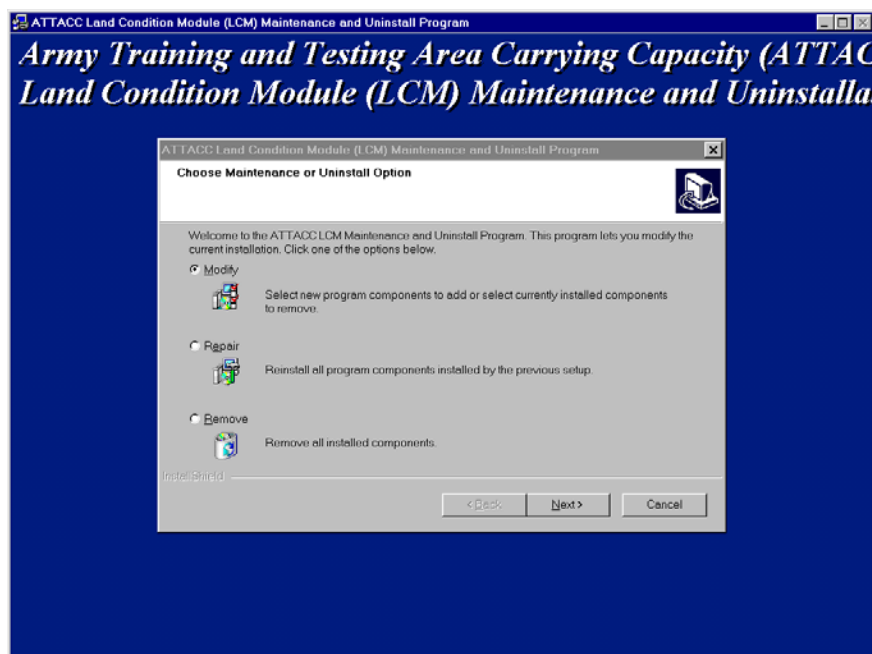 ATTACC Land Condition Module (LCM) Maintenance and Uninstall Program
Army Training and Testing Area Carrying Capacity (ATTAC
Land Condition Module (LCM) Maintenance and Uninstalla
ATTACC Land Condition Module (LCM) Maintenance and Uninstall Program
Choose Maintenance or Uninstall Option
Welcome to the ATTACC LCM Maintenance and Uninstall Program. This program lets you modify the
current installation. Click one of the options below.
Modify
Select new program components to add or select currently installed components
to remove.
Repair
Reinstall all program components installed by the previous setup.
Remove
Remove all installed components.
InstallShield
< Back Next > Cancel